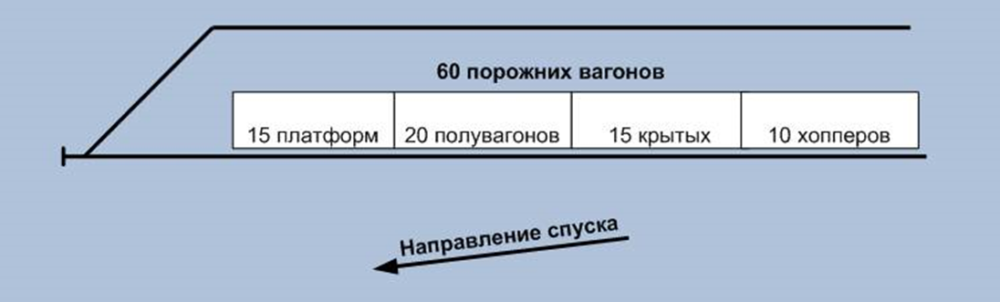 60 порожних вагонов
15 платформ 20 полувагонов 15 крытых 10 хопперов
Направление спуска